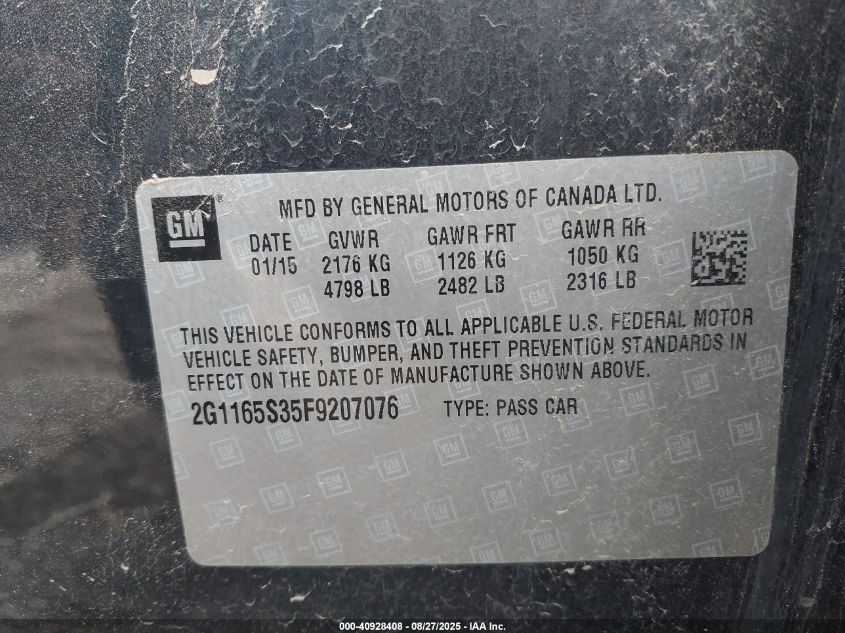 GM ®
MFD BY GENERAL MOTORS OF CANADA LTD.
DATE GVWR GAWR FRT GAWR RR
01/15 2176 KG 1126 KG 1050 KG
4798 LB 2482 LB 2316 LB
THIS VEHICLE CONFORMS TO ALL APPLICABLE U.S. FEDERAL MOTOR
VEHICLE SAFETY, BUMPER, AND THEFT PREVENTION STANDARDS IN
EFFECT ON THE DATE OF MANUFACTURE SHOWN ABOVE.
2G1165S35F9207076 TYPE: PASS CAR
000-40928408 - 08/27/2025 - IAA Inc.